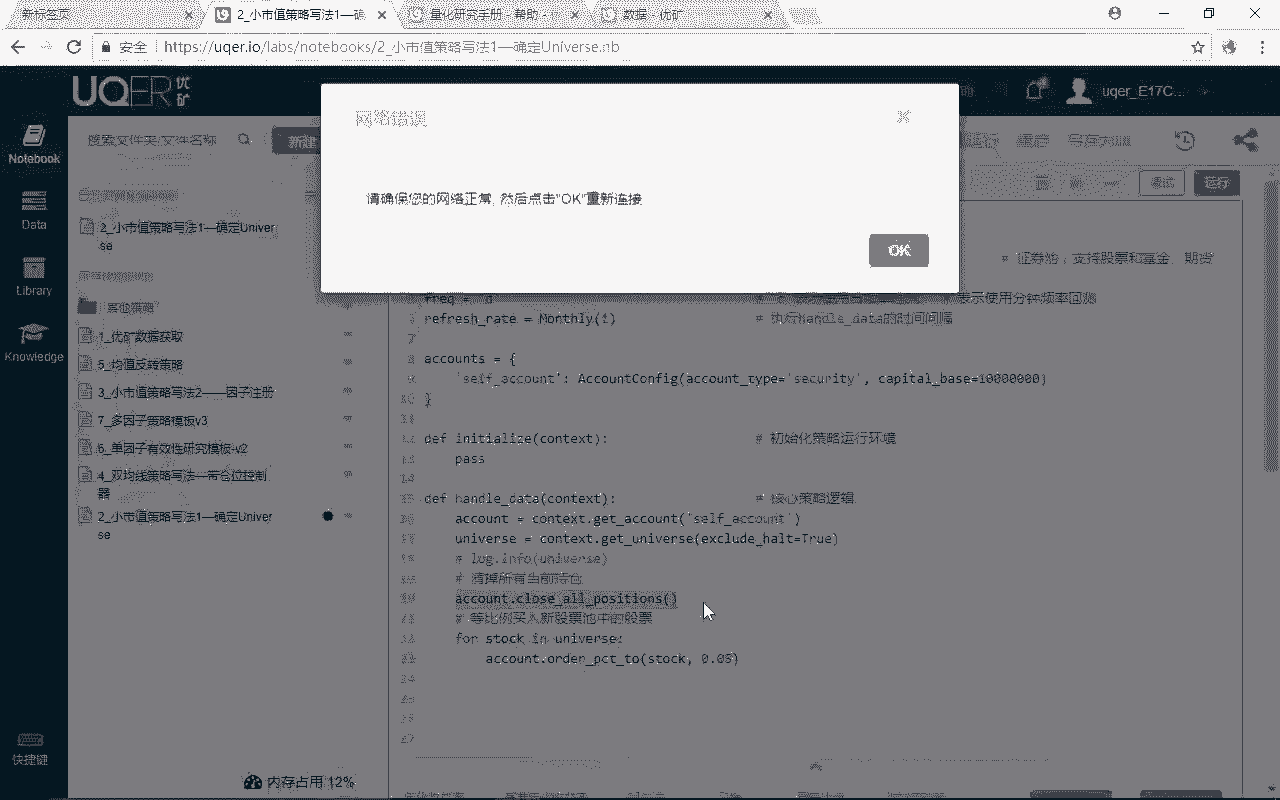 新标签页
2_小市值策略写法1—确
量化研究手册 - 帮助 -
数据 - 优矿
安全
https://uqer.io/labs/notebooks/2_小市值策略写法1—确定Universe.nb
UQER 优矿
uqer_E17C...
Notebook
Data
Library
Knowledge
快捷键
搜索文件夹/文件名称
新建
2_小市值策略写法1—确定Univer
se
1_优矿数据获取
5_均值反转策略
3_小市值策略写法2——因子注册
7_多因子策略模板v3
6_单因子有效性研究模板-v2
4_双均线策略写法—带仓位控制
器
2_小市值策略写法1—确定Univer
se
内存占用 12%
网络错误
请确保您的网络正常, 然后点击"OK"重新连接
OK
运行
# 证券池，支持股票和基金、期货
表示使用分钟频率回测
refresh_rate = Monthly(1) # 执行handle_data的时间间隔
accounts = {
'self_account': AccountConfig(account_type='security', capital_base=10000000)
}
def initialize(context): # 初始化策略运行环境
pass
def handle_data(context): # 核心策略逻辑
account = context.get_account('self_account')
universe = context.get_universe(exclude_halt=True)
# log.info(universe)
# 清掉所有当前持仓
account.close_all_positions()
# 等比例买入新股票池中的股票
for stock in universe:
account.order_pct_to(stock, 0.05)